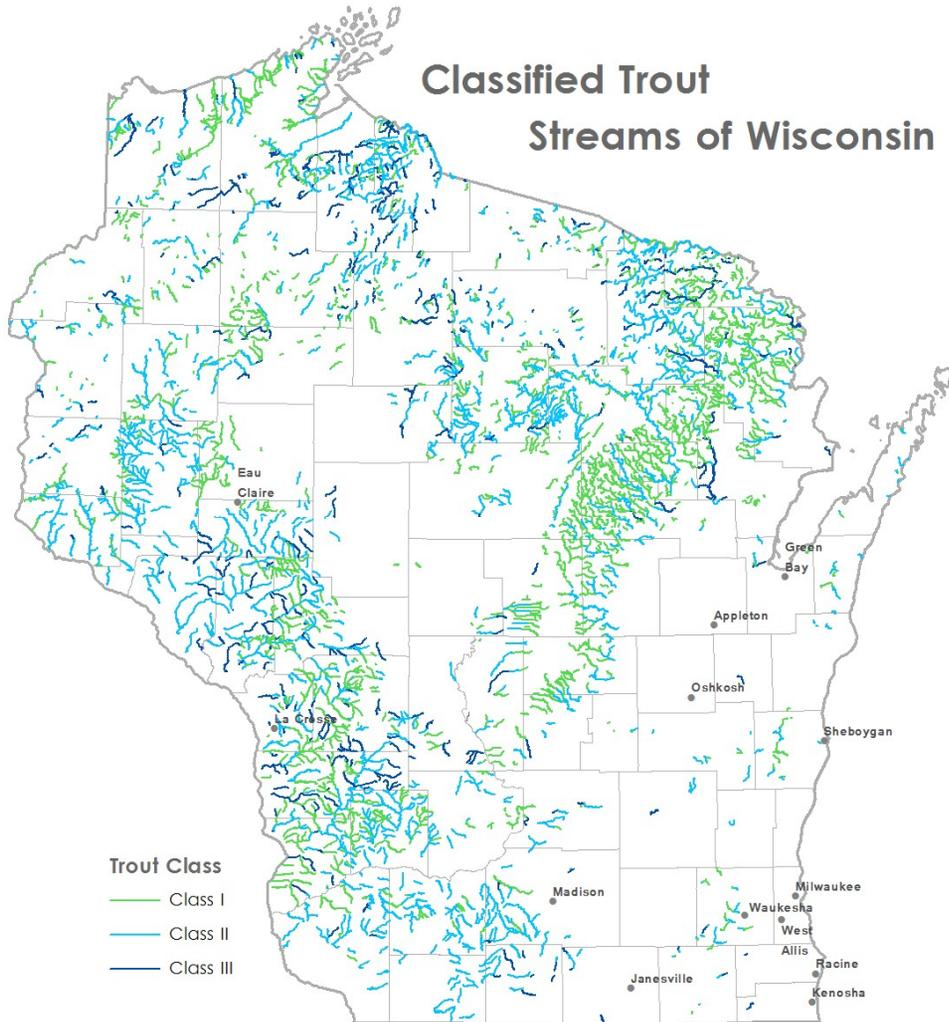 Classified Trout
Streams of Wisconsin
Eau
Claire
Green
Bay
Appleton
Oshkosh
La Crosse
Sheboygan
Trout Class
Class I
Class II
Class III
Madison
Milwaukee
Waukesha
West
Allis
Racine
Janesville
Kenosha